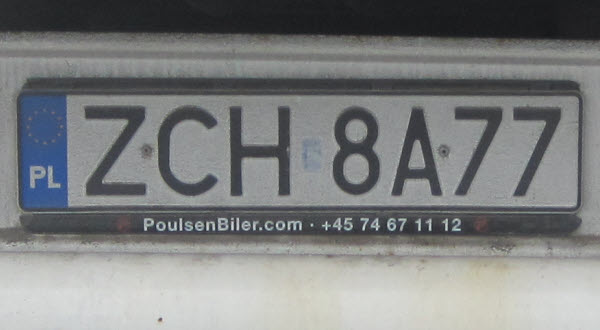 PL ZCH 8A77
PoulsenBiler.com · +45 74 67 11 12